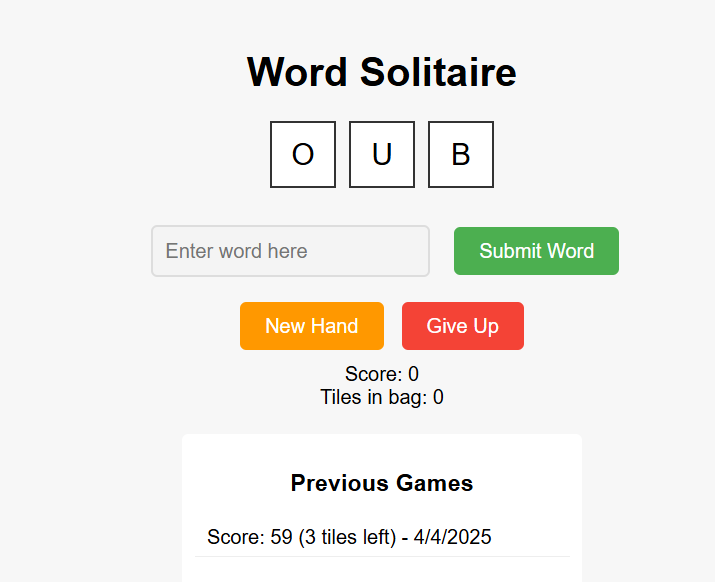 Word Solitaire
O U B
Enter word here Submit Word
New Hand Give Up
Score: 0
Tiles in bag: 0
Previous Games
Score: 59 (3 tiles left) - 4/4/2025